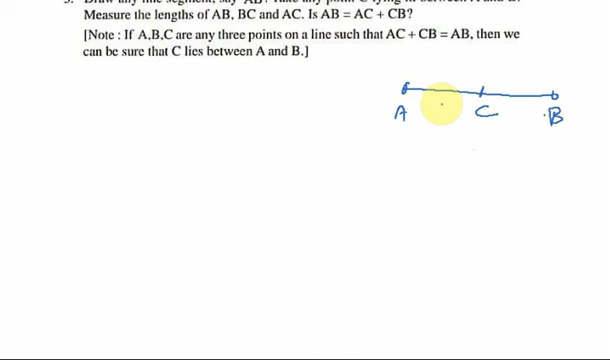 Measure the lengths of AB, BC and AC. Is AB = AC + CB?
[Note : If A,B,C are any three points on a line such that AC + CB = AB, then we
can be sure that C lies between A and B.]
A C B